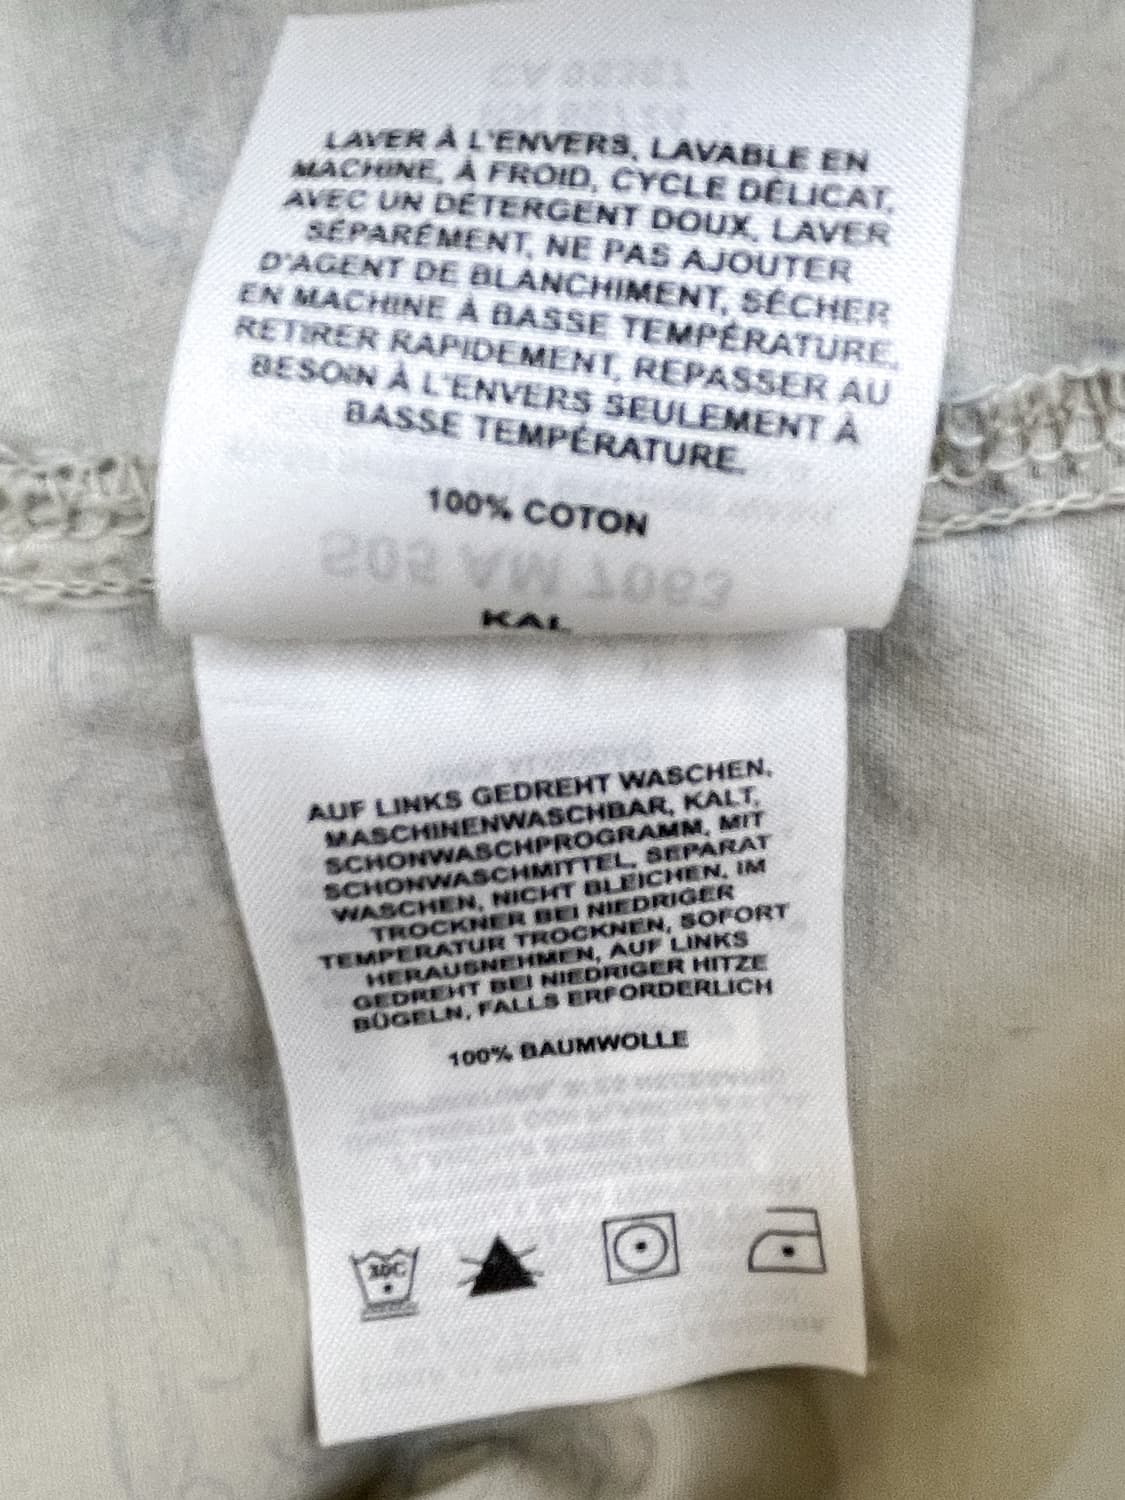 LAVER À L'ENVERS, LAVABLE EN
MACHINE, À FROID, CYCLE DÉLICAT,
AVEC UN DÉTERGENT DOUX, LAVER
SÉPARÉMENT, NE PAS AJOUTER
D'AGENT DE BLANCHIMENT, SÉCHER
EN MACHINE À BASSE TEMPÉRATURE,
RETIRER RAPIDEMENT, REPASSER AU
BESOIN À L'ENVERS SEULEMENT À
BASSE TEMPÉRATURE.
100% COTON
S05 AM 7063
KAL
AUF LINKS GEDREHT WASCHEN,
MASCHINENWASCHBAR, KALT,
SCHONWASCHPROGRAMM, MIT
SCHONWASCHMITTEL, SEPARAT
WASCHEN, NICHT BLEICHEN, IM
TROCKNER BEI NIEDRIGER
TEMPERATUR TROCKNEN, SOFORT
HERAUSNEHMEN, AUF LINKS
GEDREHT BEI NIEDRIGER HITZE
BÜGELN, FALLS ERFORDERLICH
100% BAUMWOLLE
30C